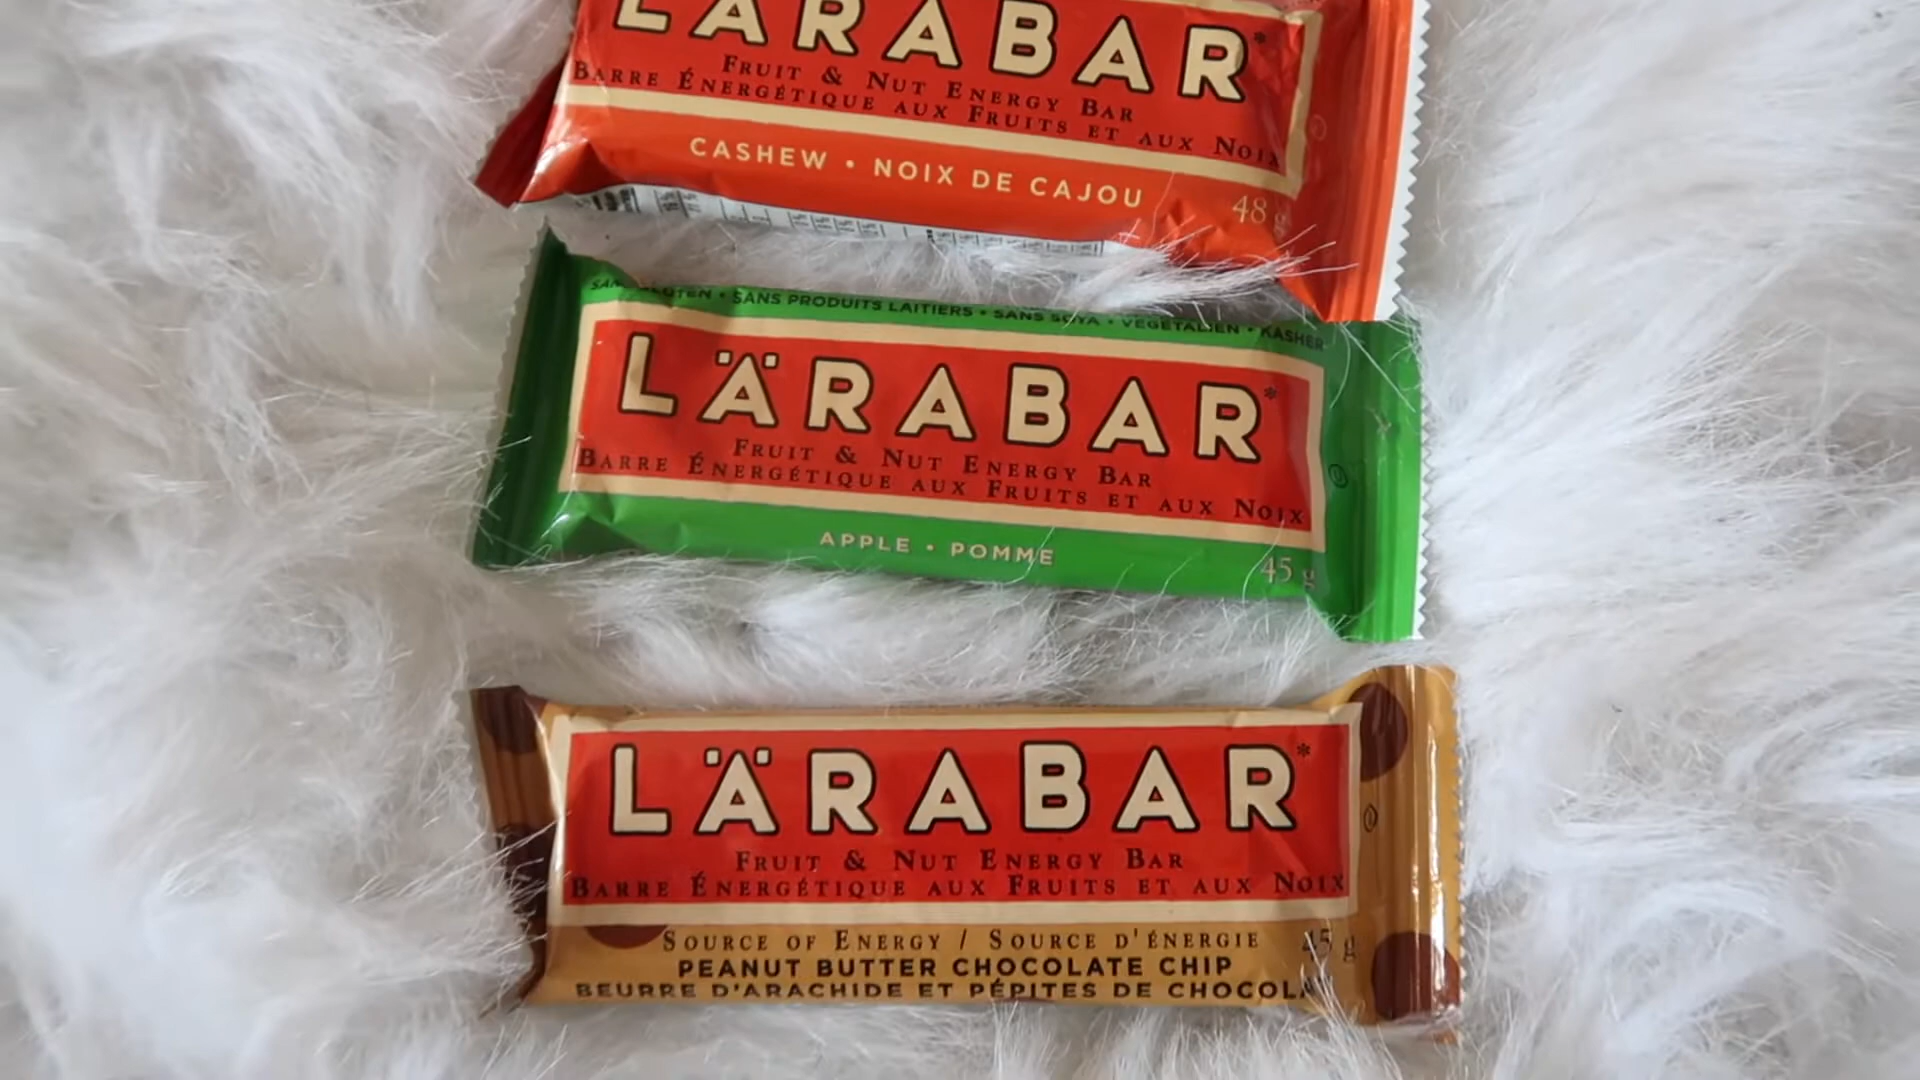 LÄRABAR*
FRUIT & NUT ENERGY BAR
BARRE ÉNERGÉTIQUE AUX FRUITS ET AUX NOIX
CASHEW • NOIX DE CAJOU
48 g
SANS GLUTEN • SANS PRODUITS LAITIERS • SANS SOYA • VÉGÉTALIEN • KASHER
LÄRABAR*
FRUIT & NUT ENERGY BAR
BARRE ÉNERGÉTIQUE AUX FRUITS ET AUX NOIX
APPLE • POMME
45 g
LÄRABAR*
FRUIT & NUT ENERGY BAR
BARRE ÉNERGÉTIQUE AUX FRUITS ET AUX NOIX
SOURCE OF ENERGY / SOURCE D'ÉNERGIE
45 g
PEANUT BUTTER CHOCOLATE CHIP
BEURRE D'ARACHIDE ET PÉPITES DE CHOCOLA